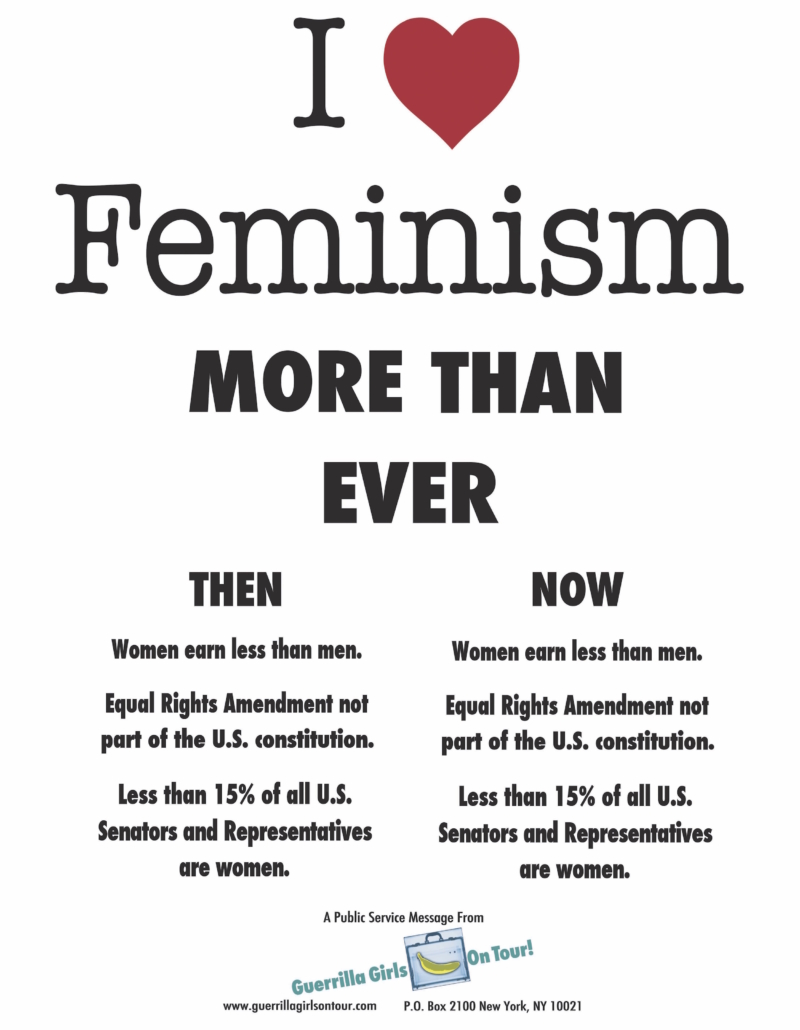 I
Feminism
MORE THAN
EVER
THEN
Women earn less than men.
Equal Rights Amendment not
part of the U.S. constitution.
Less than 15% of all U.S.
Senators and Representatives
are women.
NOW
Women earn less than men.
Equal Rights Amendment not
part of the U.S. constitution.
Less than 15% of all U.S.
Senators and Representatives
are women.
A Public Service Message From
Guerrilla Girls On Tour!
www.guerrillagirlsontour.com P.O. Box 2100 New York, NY 10021